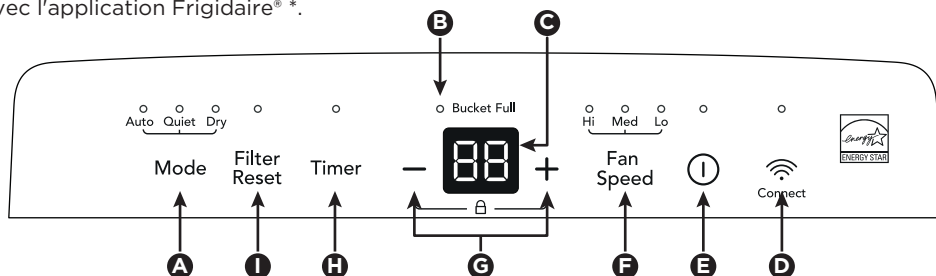 vec l'application Frigidaire® *.
B C
Bucket Full
Auto Quiet Dry
Hi Med Lo
88
Mode
Filter
Reset
Timer
− +
Fan
Speed
Connect
energy
ENERGY STAR
A I H G F E D